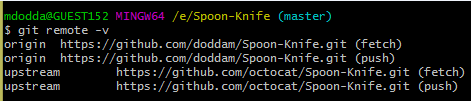 mdodda@GUEST152 MINGW64 /e/Spoon-Knife (master)
$ git remote -v
origin  https://github.com/doddam/Spoon-Knife.git (fetch)
origin  https://github.com/doddam/Spoon-Knife.git (push)
upstream        https://github.com/octocat/Spoon-Knife.git (fetch)
upstream        https://github.com/octocat/Spoon-Knife.git (push)